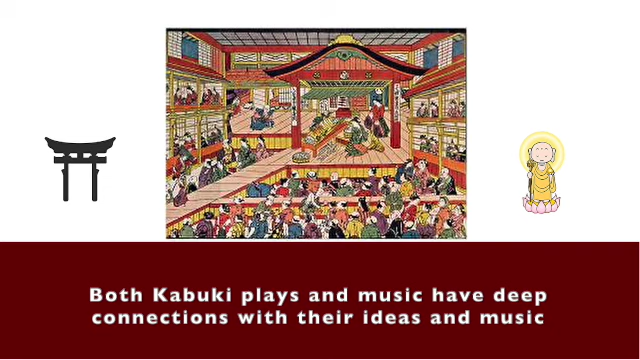 Both Kabuki plays and music have deep
connections with their ideas and music